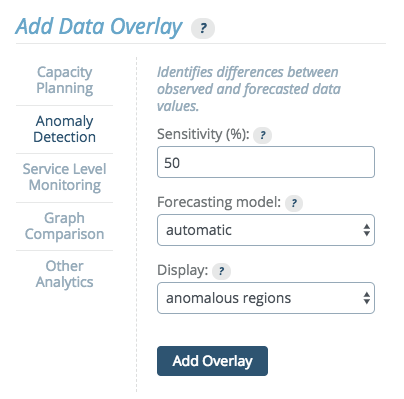 Add Data Overlay ?
Capacity
Planning
Anomaly
Detection
Service Level
Monitoring
Graph
Comparison
Other
Analytics
Identifies differences between
observed and forecasted data
values.
Sensitivity (%): ?
50
Forecasting model: ?
automatic
Display: ?
anomalous regions
Add Overlay